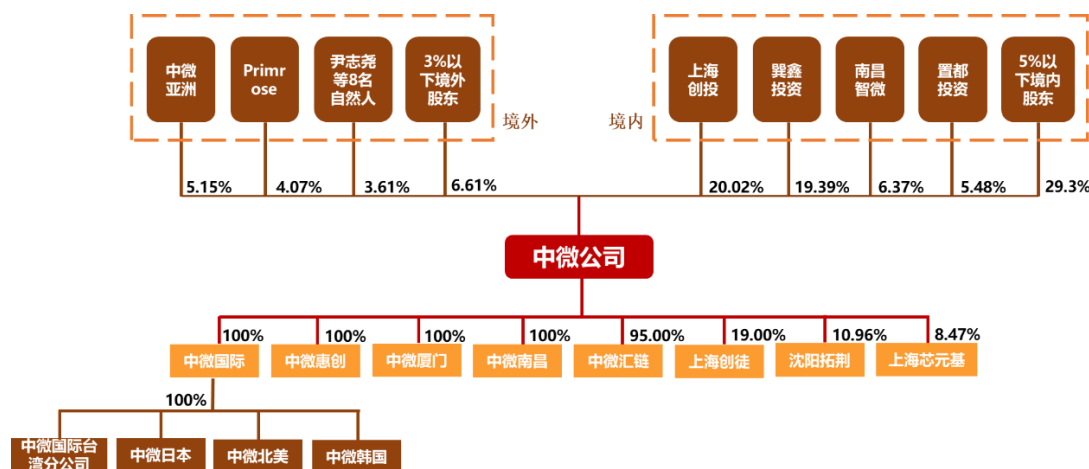 中微
亚洲
Primr
ose
尹志尧
等8名
自然人
3%以
下境外
股东
境外
境内
上海
创投
巽鑫
投资
南昌
智微
置都
投资
5%以
下境内
股东
5.15%
4.07%
3.61%
6.61%
20.02%
19.39%
6.37%
5.48%
29.3%
中微公司
100%
100%
100%
100%
95.00%
19.00%
10.96%
8.47%
中微国际
中微惠创
中微厦门
中微南昌
中微汇链
上海创徒
沈阳拓荆
上海芯元基
100%
中微国际台
湾分公司
中微日本
中微北美
中微韩国